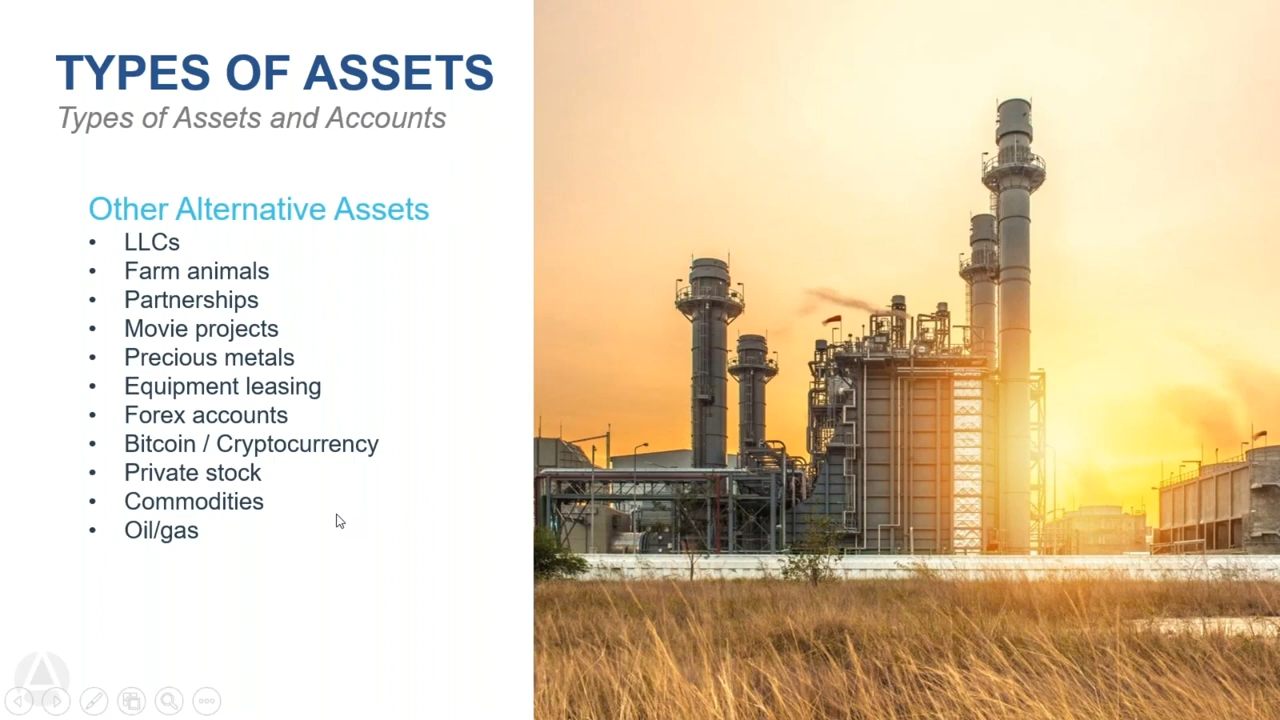 TYPES OF ASSETS
Types of Assets and Accounts
Other Alternative Assets
• LLCs
• Farm animals
• Partnerships
• Movie projects
• Precious metals
• Equipment leasing
• Forex accounts
• Bitcoin / Cryptocurrency
• Private stock
• Commodities
• Oil/gas